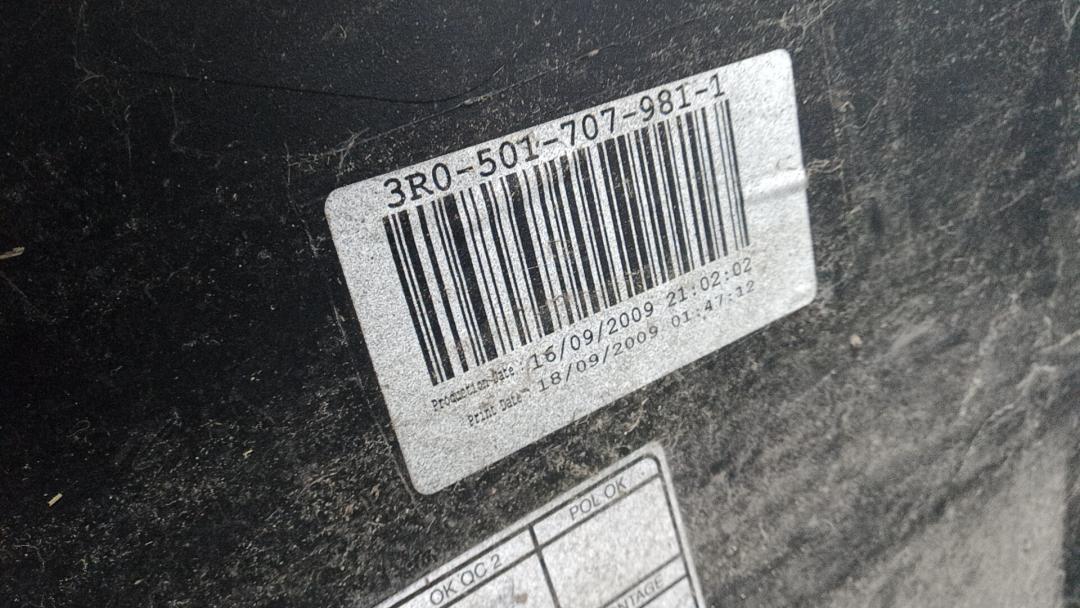 3R0-501-707-981-1
Production Date : 16/09/2009 21:02:02
Print Date : 18/09/2009 01:47:12
OK QC 2
POL OK